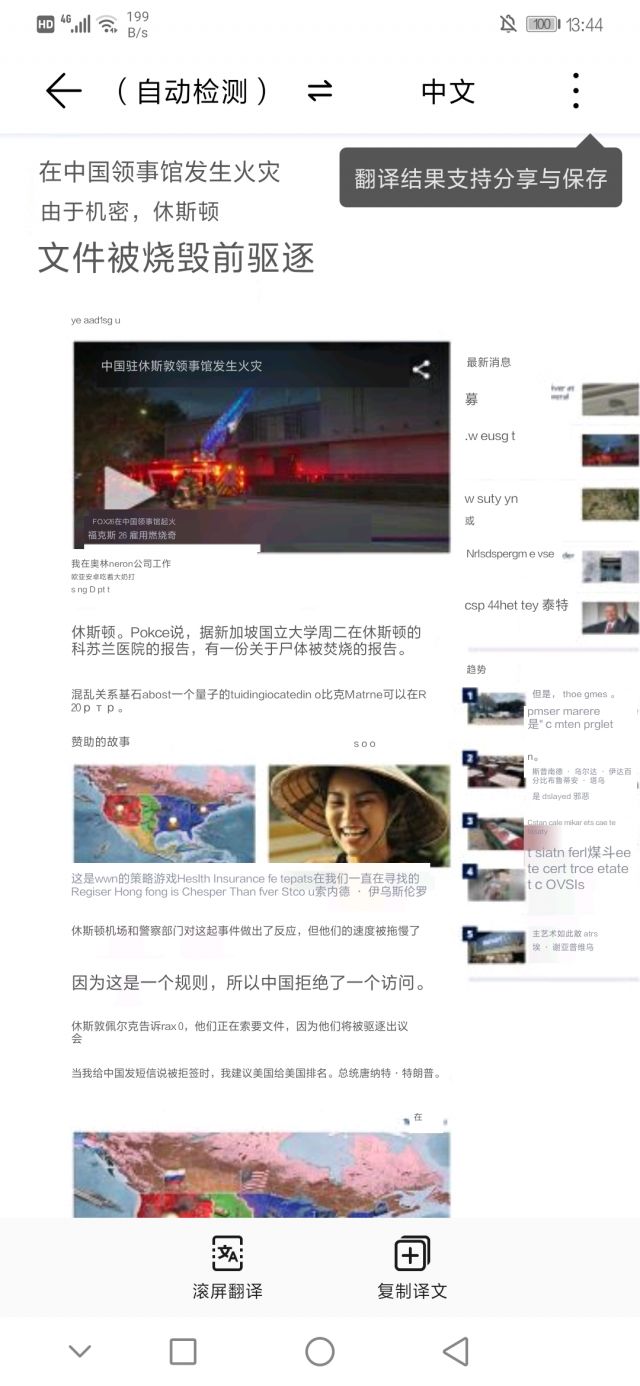 HD 4G 199 B/s 100 13:44
（自动检测） 中文
翻译结果支持分享与保存
在中国领事馆发生火灾
由于机密，休斯顿
文件被烧毁前驱逐
ye aad1sg u
中国驻休斯敦领事馆发生火灾
FOX26在中国领事馆起火
福克斯 26 雇用燃烧奇
我在奥林neron公司工作
欧亚安卓吃着大奶打
s ng D pt t
休斯顿。Pokce说，据新加坡国立大学周二在休斯顿的
科苏兰医院的报告，有一份关于尸体被焚烧的报告。
混乱关系基石abost一个量子的tuidingiocatedin o比克Matrne可以在R
20 p т p 。
赞助的故事
s o o
这是wwn的策略游戏Heslth Insurance fe tepats在我们一直在寻找的
Regiser Hong fong is Chesper Than fver Stco u索内德 · 伊乌斯伦罗
休斯顿机场和警察部门对这起事件做出了反应，但他们的速度被拖慢了
因为这是一个规则，所以中国拒绝了一个访问。
休斯敦佩尔克告诉rax 0，他们正在索要文件，因为他们将被驱逐出议
会
当我给中国发短信说被拒签时，我建议美国给美国排名。总统唐纳特 · 特朗普。
在
最新消息
募
.w eusg t
w suty yn
或
Nrlsdspergm e vse
csp 44het tey 泰特
趋势
1
但是， thoe gmes 。
pmser marere
是" c mten prglet
2
n。
斯普南德 · 乌尔达 · 伊达百
分比布鲁蒂安 · 塔乌
是 dslayed 邪恶
3
Cstan cale mikar ets cae te
t siatn ferl煤斗ee
4
te cert trce etate
t c OVSIs
5
主艺术如此敢 atrs
埃 · 谢亚普维乌
滚屏翻译
复制译文